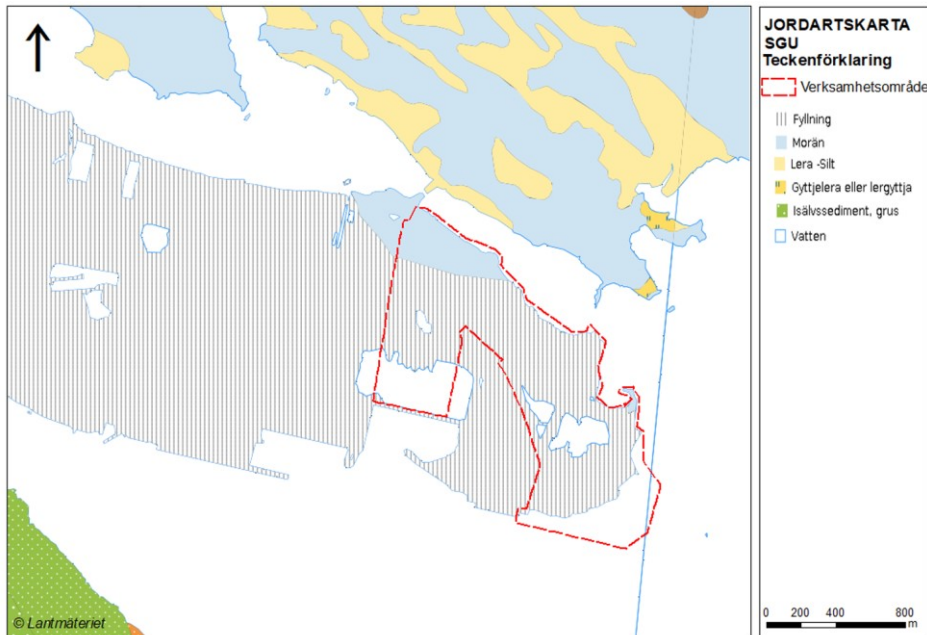 JORDARTSKARTA
SGU
Teckenförklaring
Verksamhetsområde
Fyllning
Morän
Lera -Silt
Gyttjelera eller lergyttja
Isälvssediment, grus
Vatten
0 200 400 800
m
© Lantmäteriet